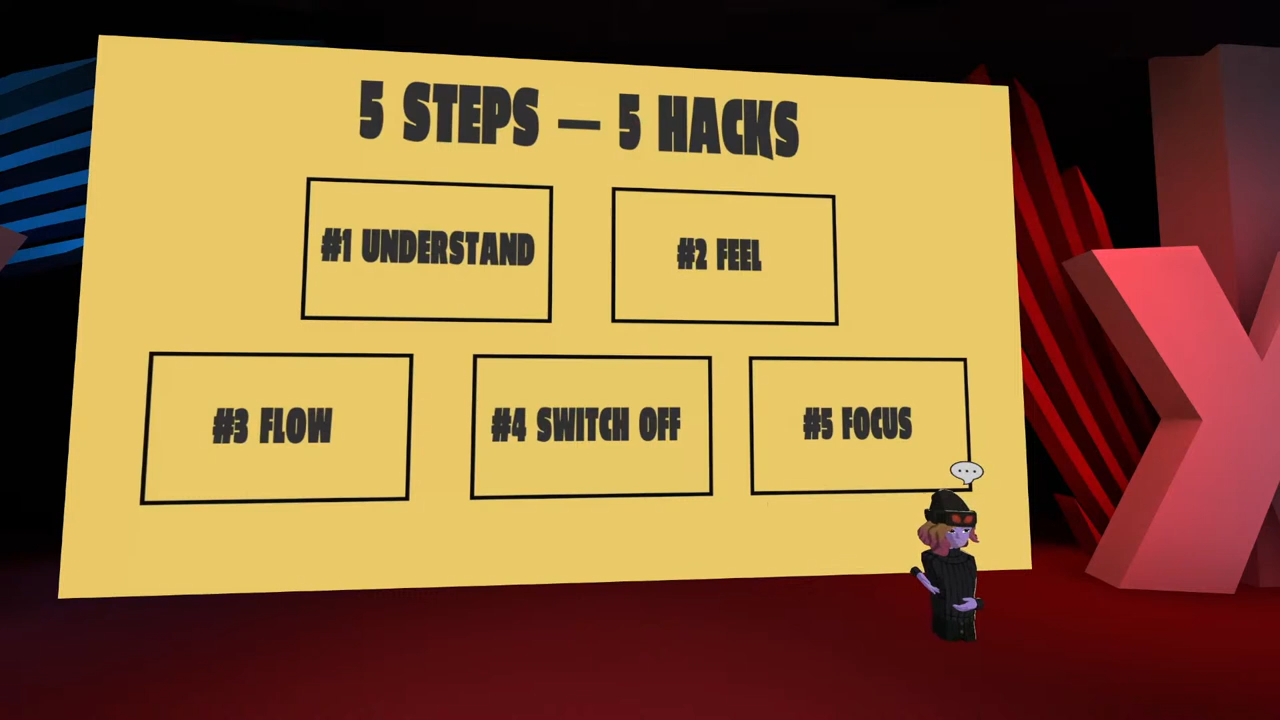 5 STEPS — 5 HACKS
#1 UNDERSTAND
#2 FEEL
#3 FLOW
#4 SWITCH OFF
#5 FOCUS
X